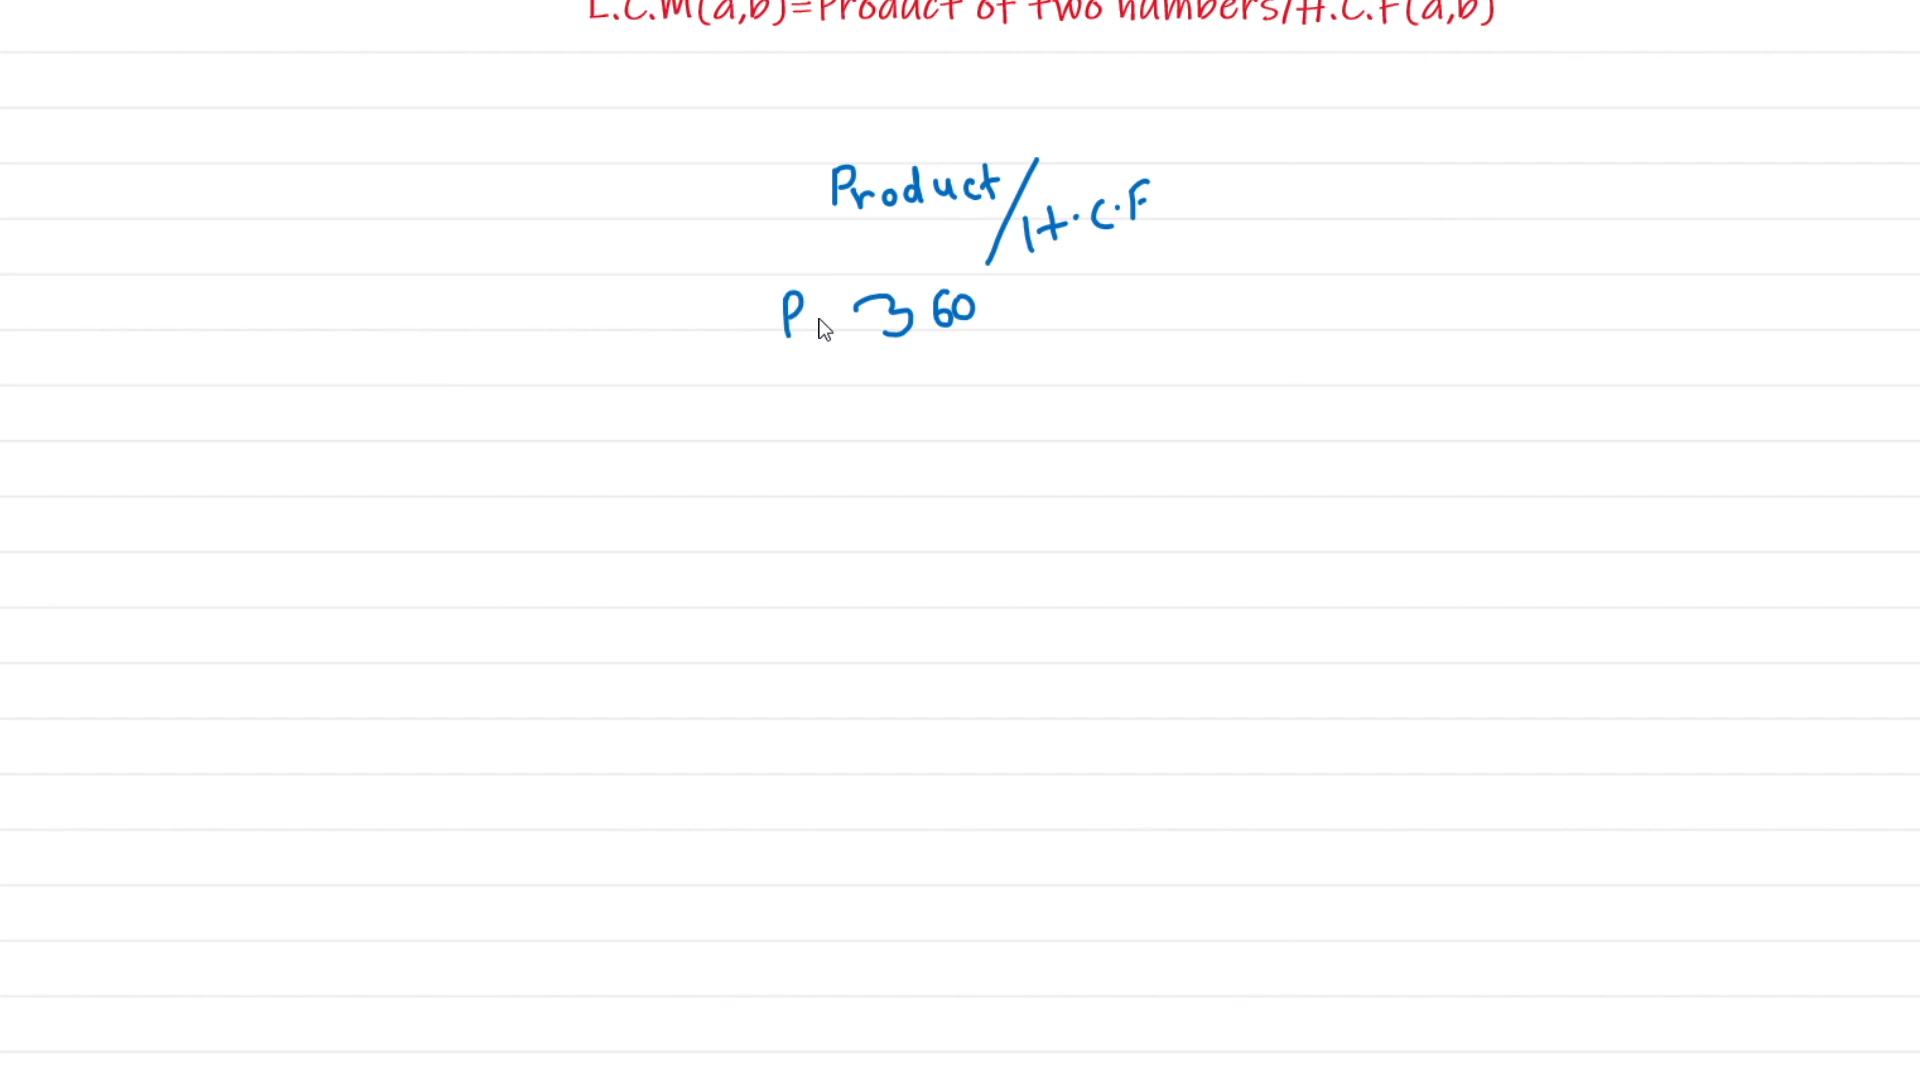 L.C.M(a,b)=Product of two numbers/H.C.F(a,b)
Product/H.C.F
P 360